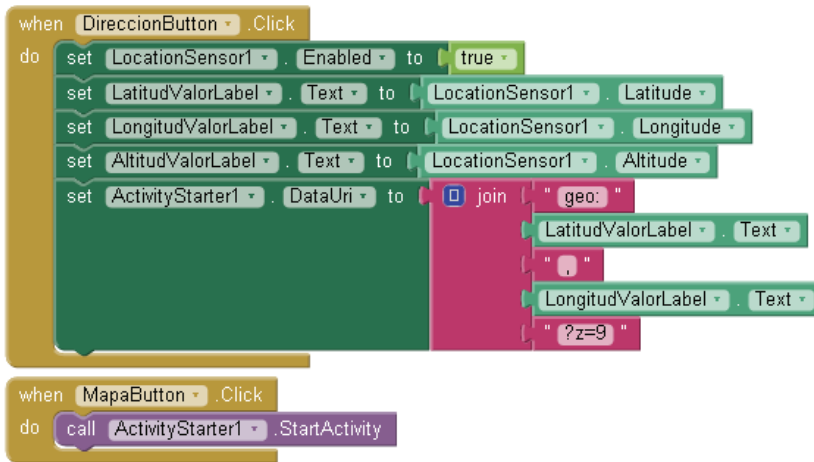 when DireccionButton .Click
do set LocationSensor1 . Enabled to true
set LatitudValorLabel . Text to LocationSensor1 . Latitude
set LongitudValorLabel . Text to LocationSensor1 . Longitude
set AltitudValorLabel . Text to LocationSensor1 . Altitude
set ActivityStarter1 . DataUri to join " geo: "
LatitudValorLabel . Text
" , "
LongitudValorLabel . Text
" ?z=9 "
when MapaButton .Click
do call ActivityStarter1 .StartActivity